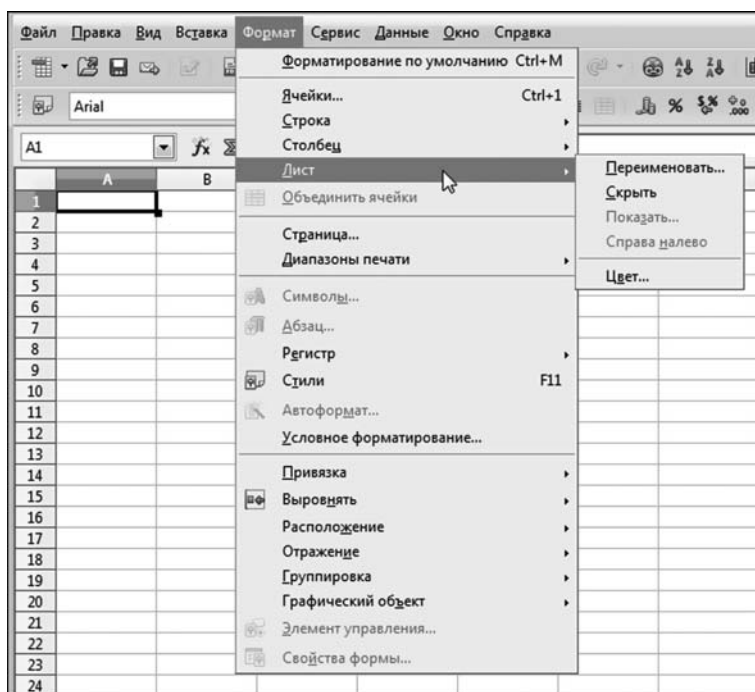 Файл Правка Вид Вставка Формат Сервис Данные Окно Справка
Форматирование по умолчанию Ctrl+M
Arial
Ячейки... Ctrl+1
Строка
A1
Столбец
Лист
Переименовать...
A B
Объединить ячейки
Скрыть
Показать...
Справа налево
Цвет...
Страница...
Диапазоны печати
Символы...
Абзац...
Регистр
Стили F11
Автоформат...
Условное форматирование...
Привязка
Выровнять
Расположение
Отражение
Группировка
Графический объект
Элемент управления...
Свойства формы...
1
2
3
4
5
6
7
8
9
10
11
12
13
14
15
16
17
18
19
20
21
22
23
24